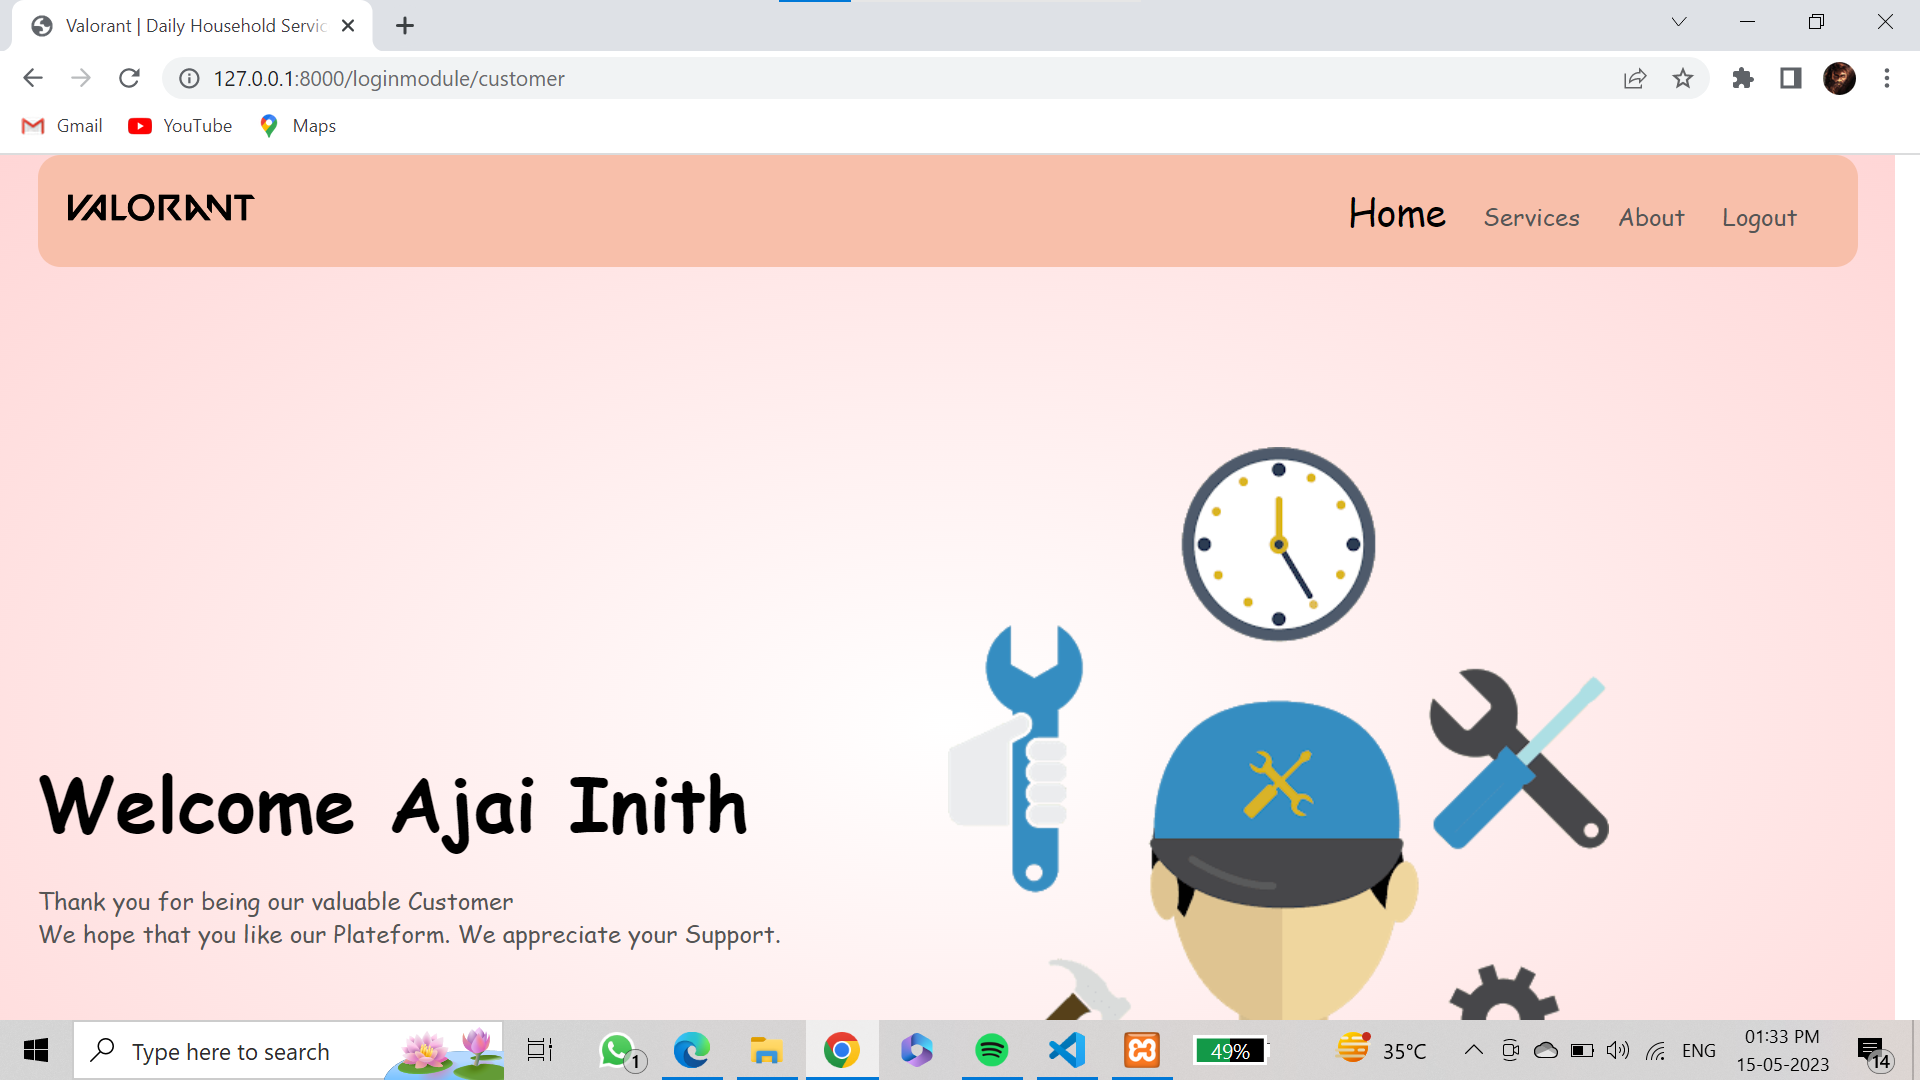 Valorant | Daily Household Servic
127.0.0.1:8000/loginmodule/customer
Gmail YouTube Maps
VALORANT
Home Services About Logout
Welcome Ajai Inith
Thank you for being our valuable Customer
We hope that you like our Plateform. We appreciate your Support.
Type here to search
1
49%
35°C
ENG
01:33 PM
15-05-2023
14